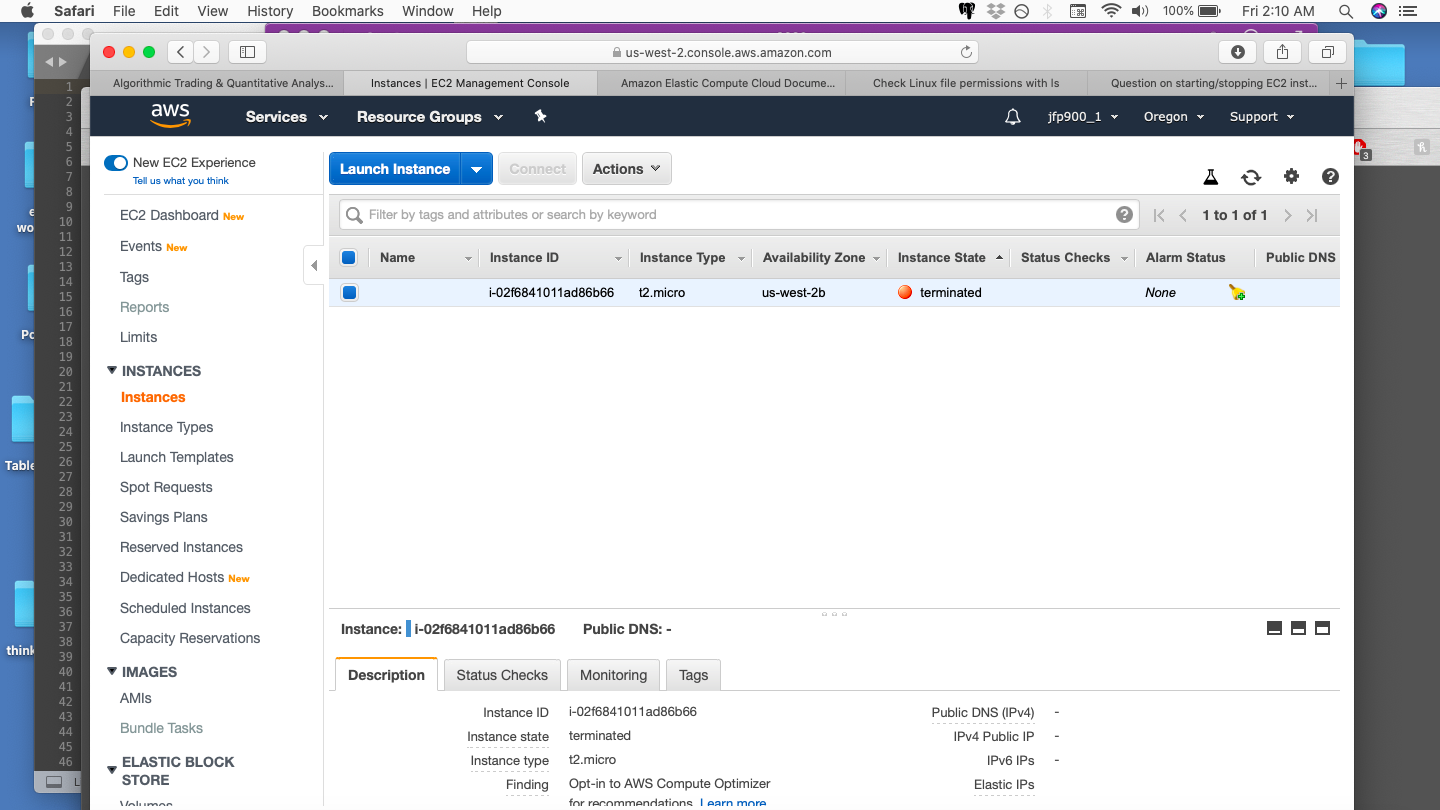 Safari File Edit View History Bookmarks Window Help 100% Fri 2:10 AM
us-west-2.console.aws.amazon.com
Algorithmic Trading & Quantitative Analys... Instances | EC2 Management Console Amazon Elastic Compute Cloud Docume... Check Linux file permissions with ls Question on starting/stopping EC2 inst...
aws Services Resource Groups jfp900_1 Oregon Support
New EC2 Experience
Tell us what you think
EC2 Dashboard New
Events New
Tags
Reports
Limits
INSTANCES
Instances
Instance Types
Launch Templates
Spot Requests
Savings Plans
Reserved Instances
Dedicated Hosts New
Scheduled Instances
Capacity Reservations
IMAGES
AMIs
Bundle Tasks
ELASTIC BLOCK
STORE
Volumes
Launch Instance Connect Actions
Filter by tags and attributes or search by keyword 1 to 1 of 1
Name Instance ID Instance Type Availability Zone Instance State Status Checks Alarm Status Public DNS
i-02f6841011ad86b66 t2.micro us-west-2b terminated None
Instance: i-02f6841011ad86b66 Public DNS: -
Description Status Checks Monitoring Tags
Instance ID i-02f6841011ad86b66 Public DNS (IPv4) -
Instance state terminated IPv4 Public IP -
Instance type t2.micro IPv6 IPs -
Finding Opt-in to AWS Compute Optimizer Elastic IPs
for recommendations. Learn more
1
2
3
4
5
6
7
8
9
10
11
12
13
14
15
16
17
18
19
20
21
22
23
24
25
26
27
28
29
30
31
32
33
34
35
36
37
38
39
40
41
42
43
44
45
46
wo
Po
Table
think
L
3